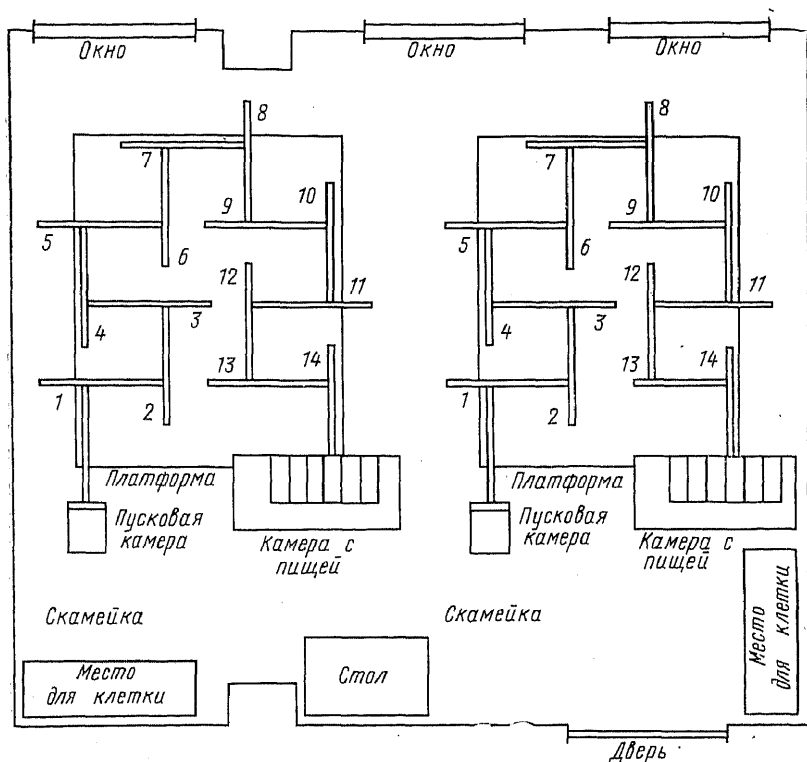 Окно
Окно
Окно
8
7
10
9
5
6
12
11
3
4
13
14
1
2
Платформа
Пусковая
камера
Камера с
пищей
8
7
10
9
5
6
12
11
3
4
13
14
1
2
Платформа
Пусковая
камера
Камера с
пищей
Скамейка
Скамейка
Место
для клетки
Стол
Место
для клетки
Дверь